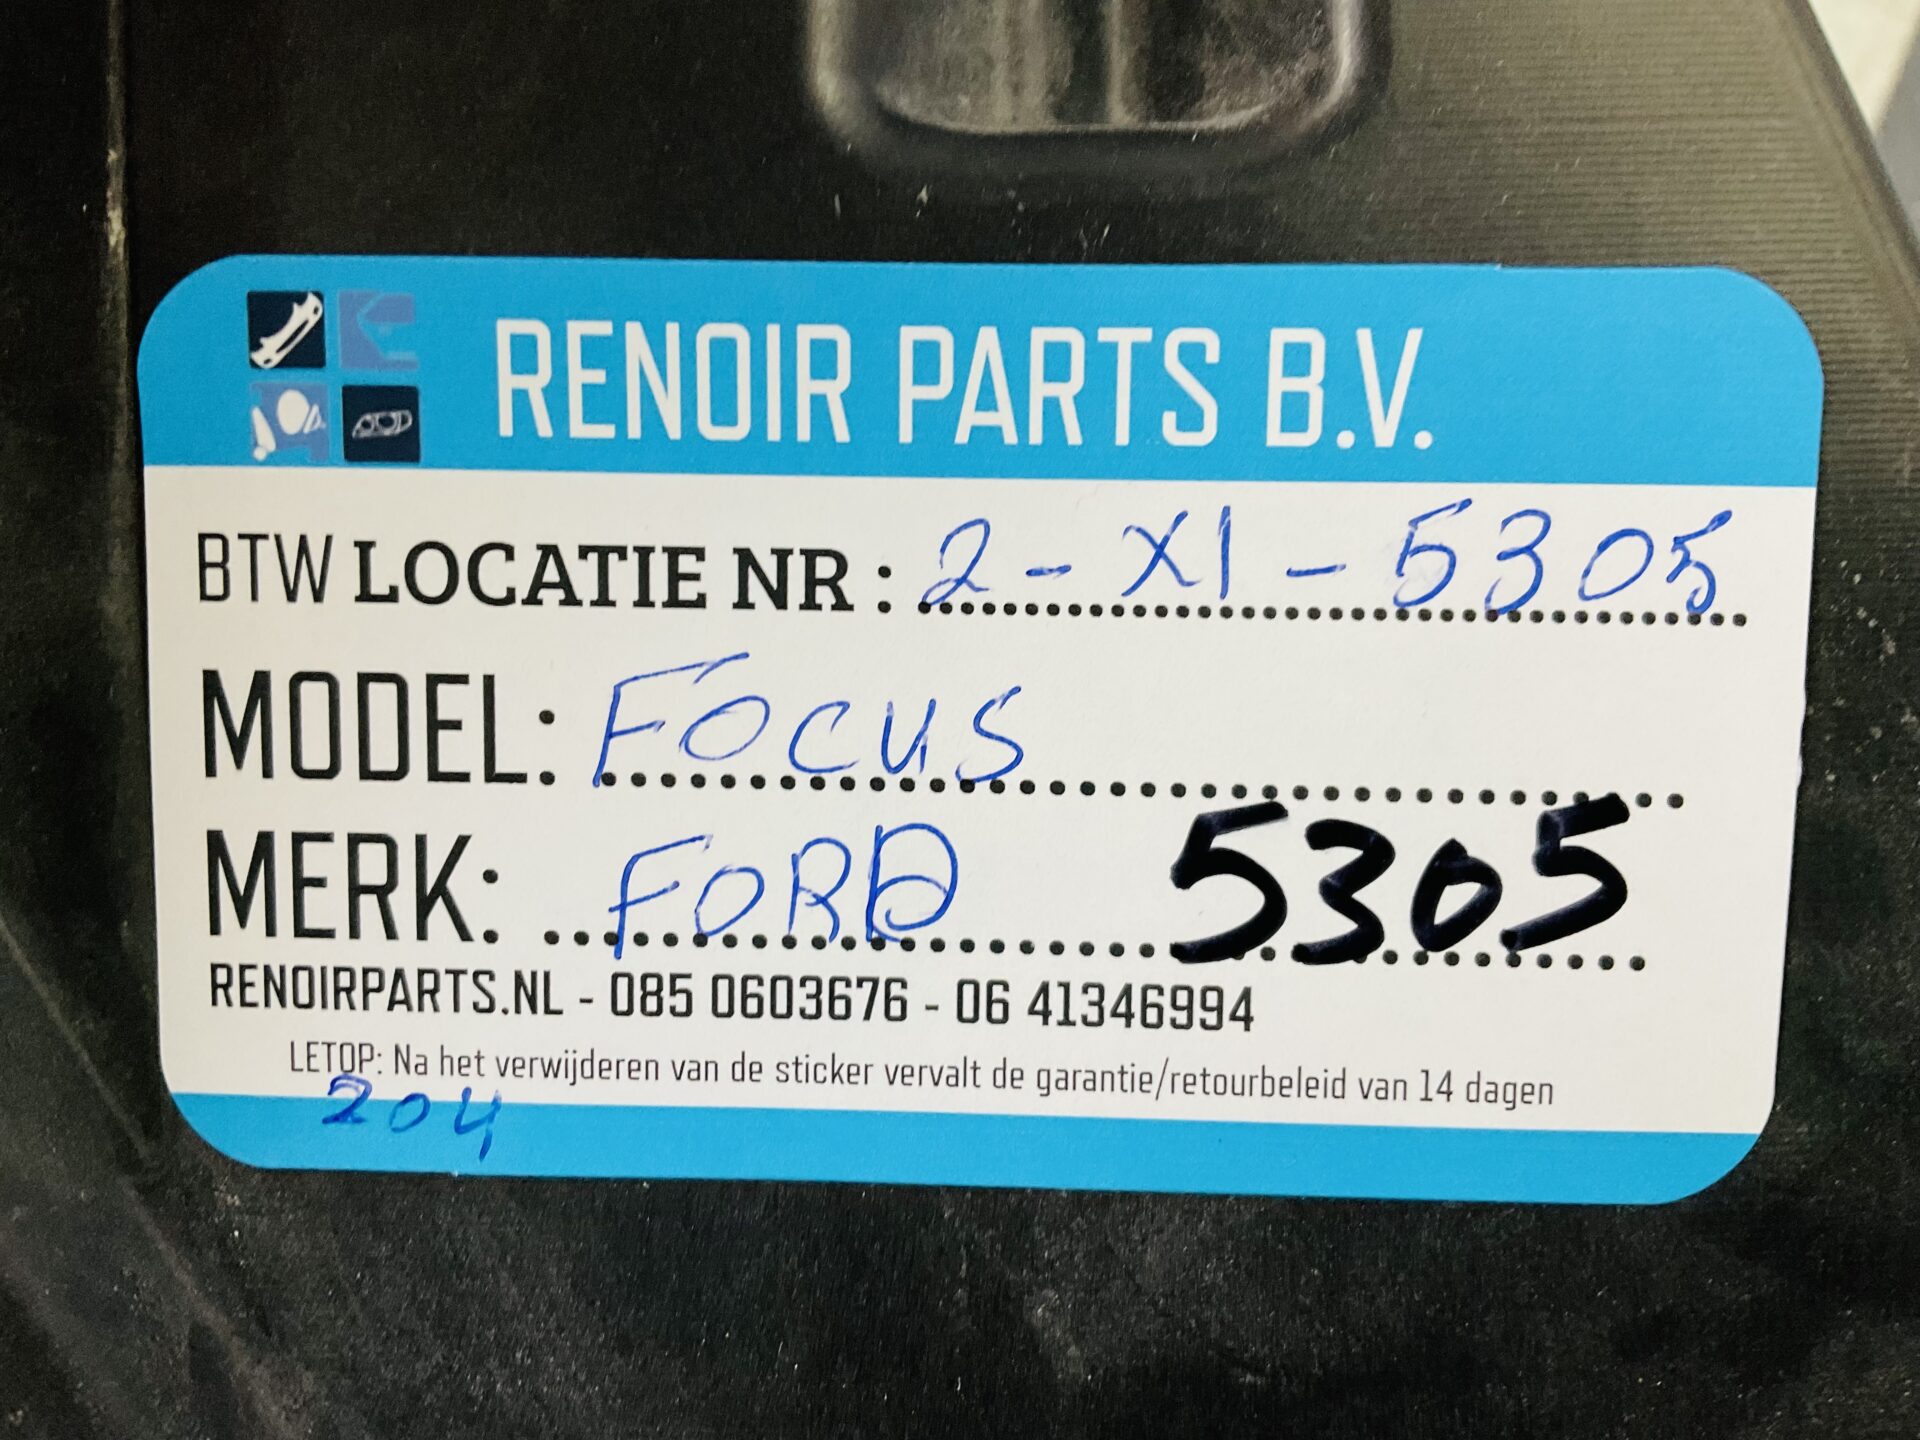 RENOIR PARTS B.V.
BTW LOCATIE NR : 2 - XI - 5305
MODEL: FOCUS
MERK: FORD 5305
RENOIRPARTS.NL - 085 0603676 - 06 41346994
LETOP: Na het verwijderen van de sticker vervalt de garantie/retourbeleid van 14 dagen
204